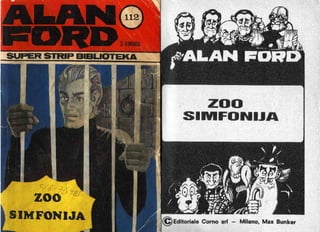 ALAN
FORD
112
SUPER STRIP BIBLIOTEKA
ZOO
SIMFONIJA
ALAN FORD
ZOO
SIMFONIJA
© Editoriale Corno srl – Milano, Max Bunker